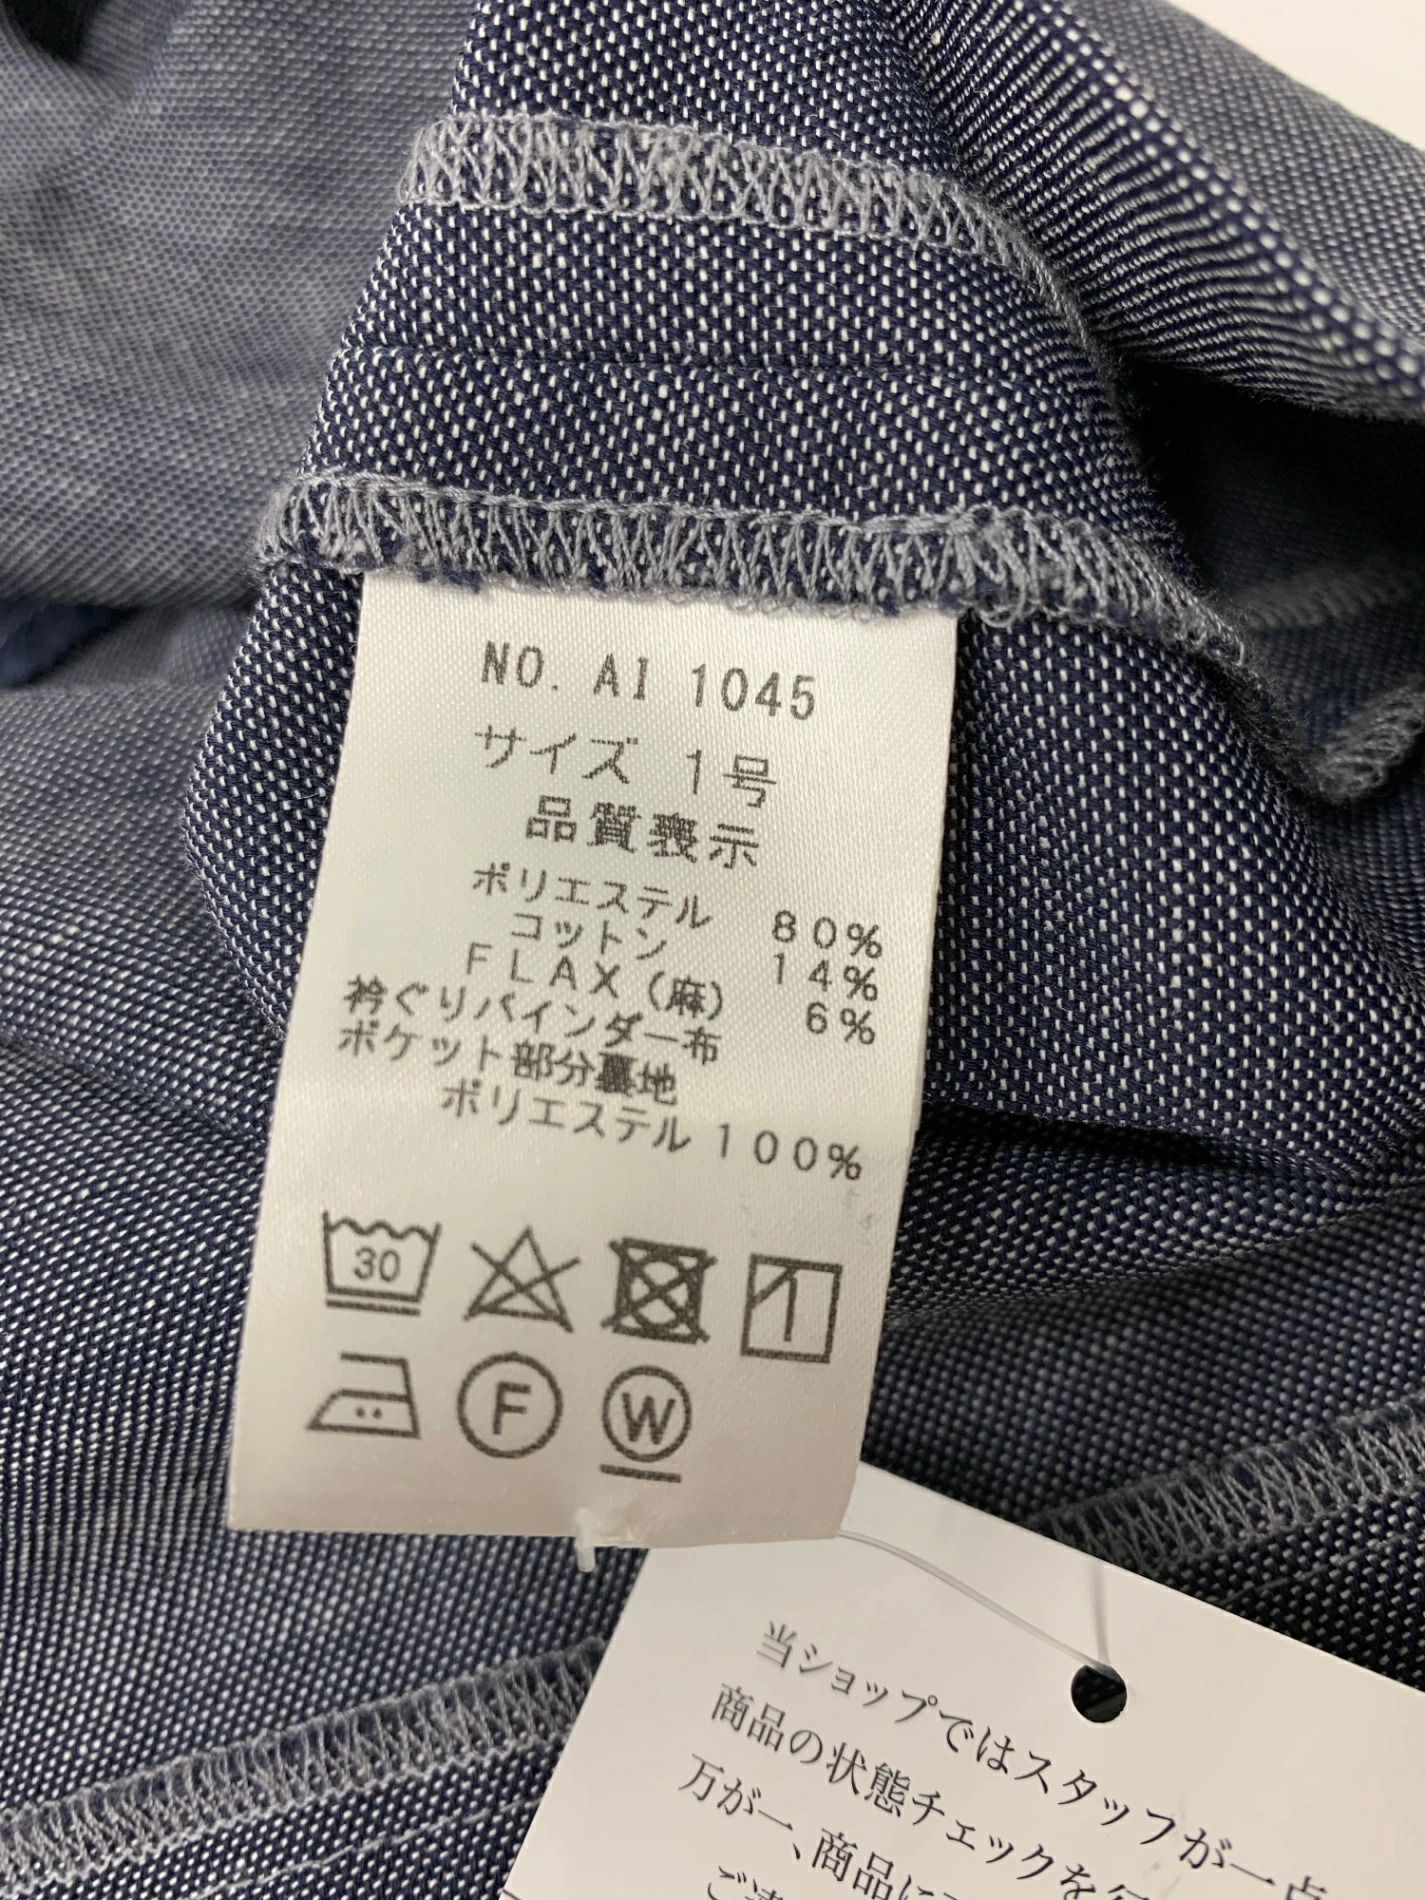 NO. AI 1045
サイズ 1号
品質表示
ポリエステル 80%
コットン 14%
FLAX(麻) 6%
衿ぐりバインダー布
ポケット部分裏地
ポリエステル 100%
30
F
W
当ショップではスタッフが一点
商品の状態チェックを
万が一、商品に
ご連